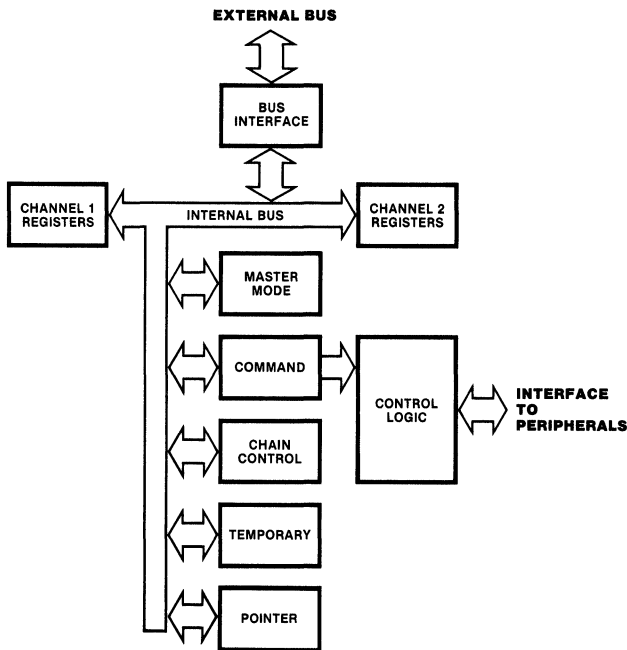 EXTERNAL BUS
BUS
INTERFACE
CHANNEL 1
REGISTERS
INTERNAL BUS
CHANNEL 2
REGISTERS
MASTER
MODE
COMMAND
CONTROL
LOGIC
INTERFACE
TO
PERIPHERALS
CHAIN
CONTROL
TEMPORARY
POINTER